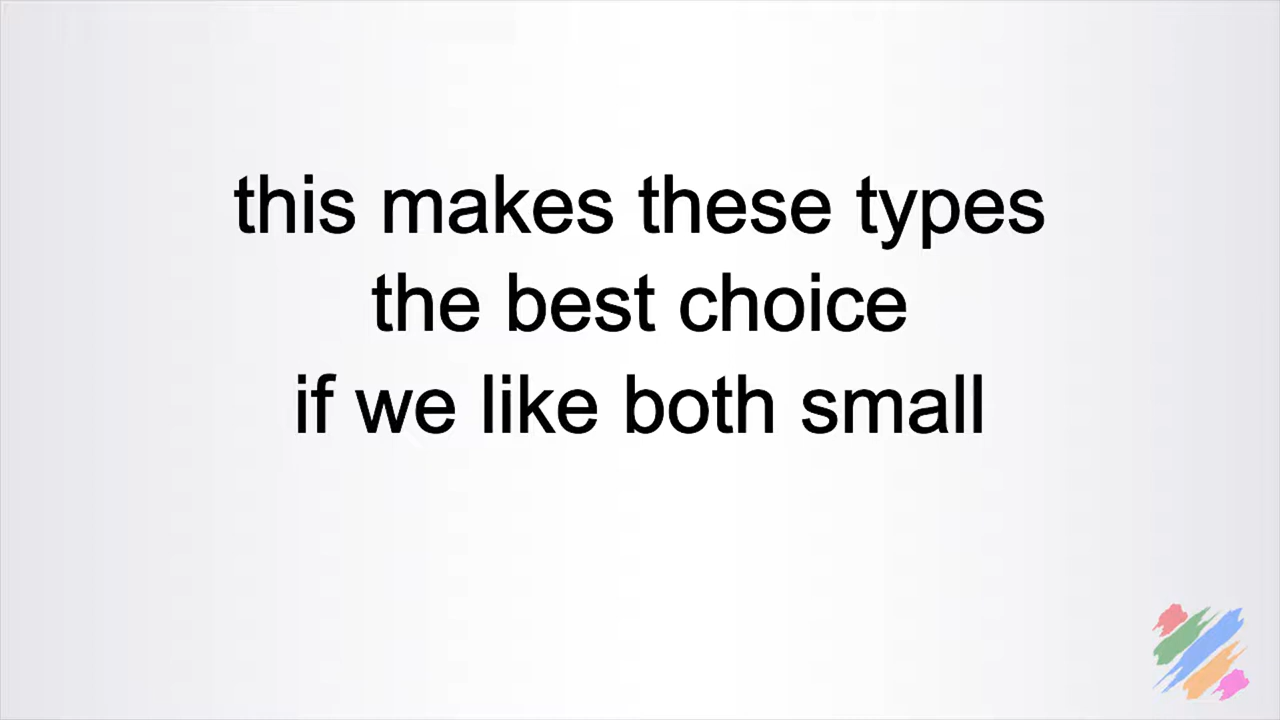 this makes these types
the best choice
if we like both small